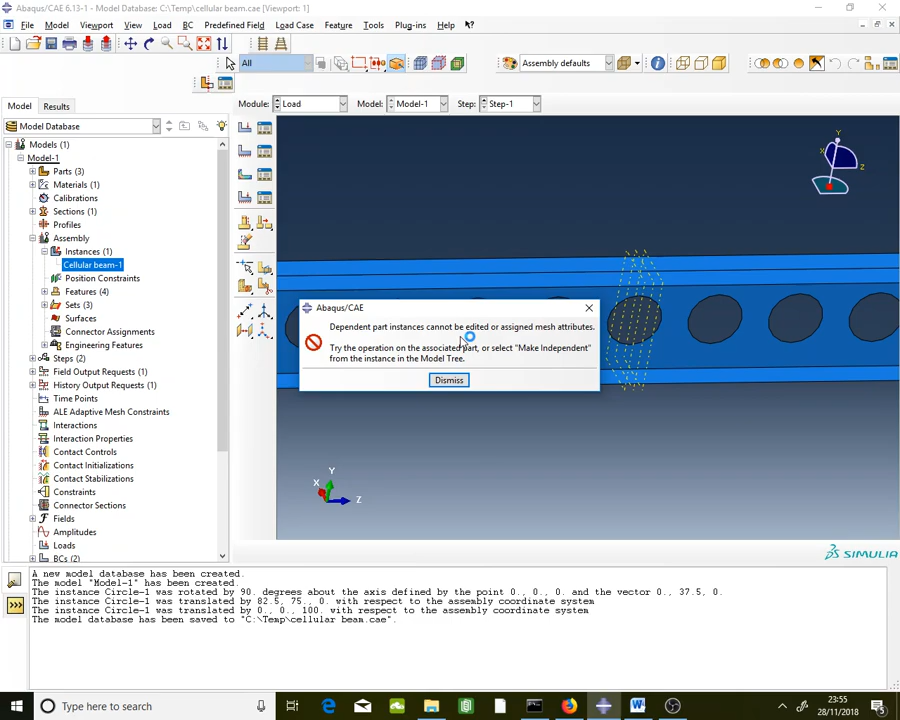 Abaqus/CAE 6.13-1 - Model Database: C:\Temp\cellular beam.cae [Viewport: 1]
File Model Viewport View Load BC Predefined Field Load Case Feature Tools Plug-ins Help
All Assembly defaults
Model Results Module: Load Model: Model-1 Step: Step-1
Model Database
Models (1)
Model-1
Parts (3)
Materials (1)
Calibrations
Sections (1)
Profiles
Assembly
Instances (1)
Cellular beam-1
Position Constraints
Features (4)
Sets (3)
Surfaces
Connector Assignments
Engineering Features
Steps (2)
Field Output Requests (1)
History Output Requests (1)
Time Points
ALE Adaptive Mesh Constraints
Interactions
Interaction Properties
Contact Controls
Contact Initializations
Contact Stabilizations
Constraints
Connector Sections
Fields
Amplitudes
Loads
BCs (2)
Y
X
Z
Abaqus/CAE
Dependent part instances cannot be edited or assigned mesh attributes.
Try the operation on the associated part, or select "Make Independent"
from the instance in the Model Tree.
Dismiss
Y
X
Z
SIMULIA
A new model database has been created.
The model "Model-1" has been created.
The instance Circle-1 was rotated by 90. degrees about the axis defined by the point 0., 0., 0. and the vector 0., 37.5, 0.
The instance Circle-1 was translated by 82.5, 75., 0. with respect to the assembly coordinate system
The instance Circle-1 was translated by 0., 0., 100. with respect to the assembly coordinate system
The model database has been saved to "C:\Temp\cellular beam.cae".
Type here to search
23:55
28/11/2018